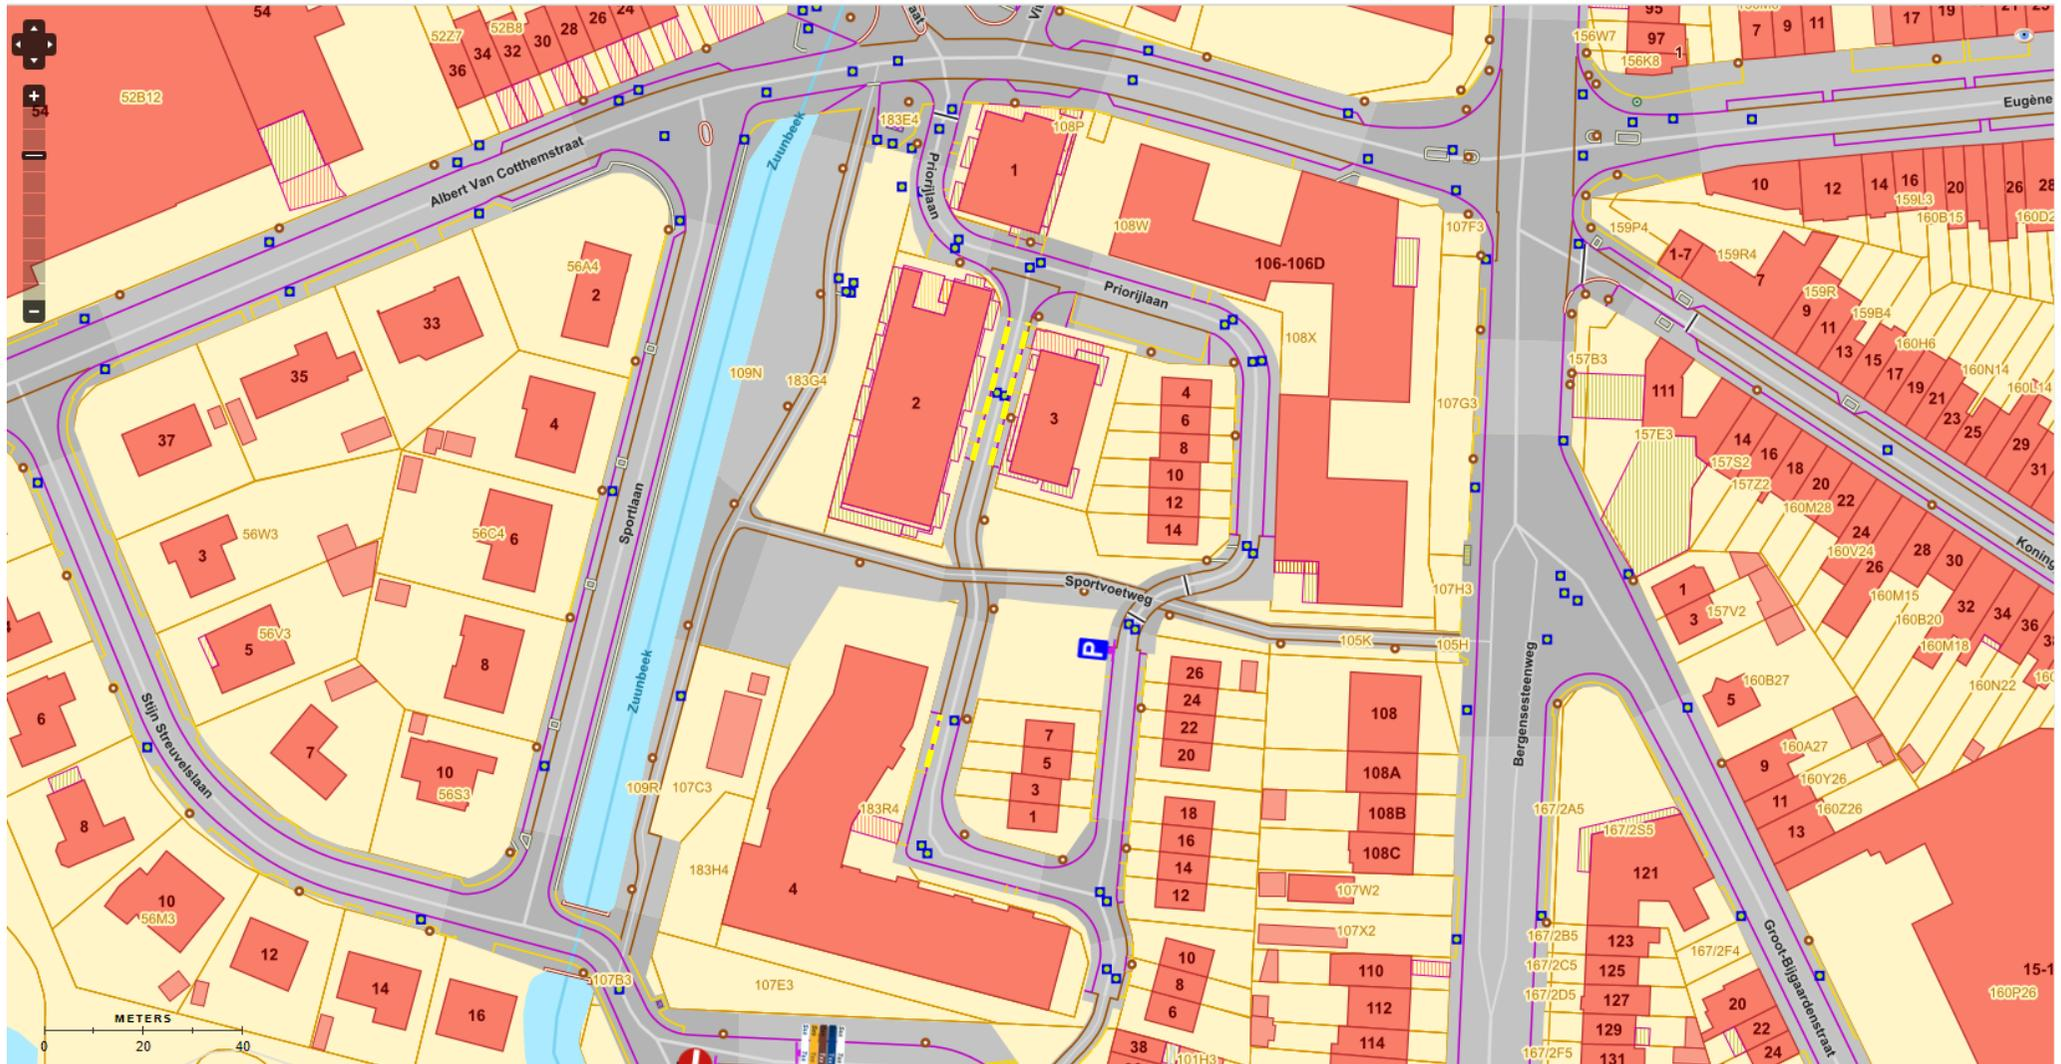 54
54
52B12
52Z7
36
34
52B8
32
30
28
26
24
Albert Van Cotthemstraat
Zuunbeek
183E4
Priorijlaan
108P
1
108W
106-106D
107F3
156W7
95
97
1
156K8
7
9
11
17
19
Eugène
10
12
14
16
159L3
20
160B15
26
28
160D2
159P4
1-7
159R4
7
159R
9
11
159B4
13
160H6
15
17
160N14
19
21
160L14
23
25
29
31
56A4
2
33
35
37
4
109N
183G4
2
3
Priorijlaan
108X
4
6
8
10
12
14
107G3
157B3
111
157E3
14
157S2
16
157Z2
18
20
160M28
22
24
160V24
26
28
30
160M15
32
34
160B20
36
160M18
160N22
Koning
Sportlaan
3
56W3
56C4
6
5
56V3
8
7
10
56S3
Stijn Streuvelslaan
6
8
10
56M3
12
14
16
Zuunbeek
Sportvoetweg
P
105K
105H
107H3
1
3
157V2
160B27
5
26
24
22
20
108
108A
108B
108C
Bergensesteenweg
7
5
3
1
18
16
14
12
109R
107C3
183R4
183H4
4
107W2
107X2
10
8
6
110
112
114
107E3
107B3
38
101H3
160A27
9
160Y26
11
160Z26
13
167/2A5
167/2S5
121
167/2B5
123
167/2C5
125
167/2F4
167/2D5
127
129
167/2F5
131
20
22
24
Groot-Bijgaardenstraat
15-1
160P26
METERS
0 20 40